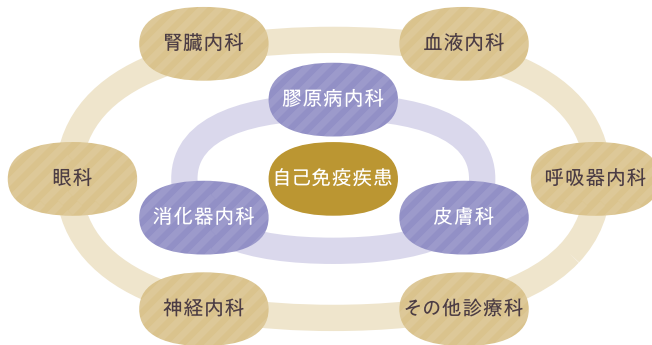 腎臓内科
血液内科
膠原病内科
眼科
自己免疫疾患
呼吸器内科
消化器内科
皮膚科
神経内科
その他診療科